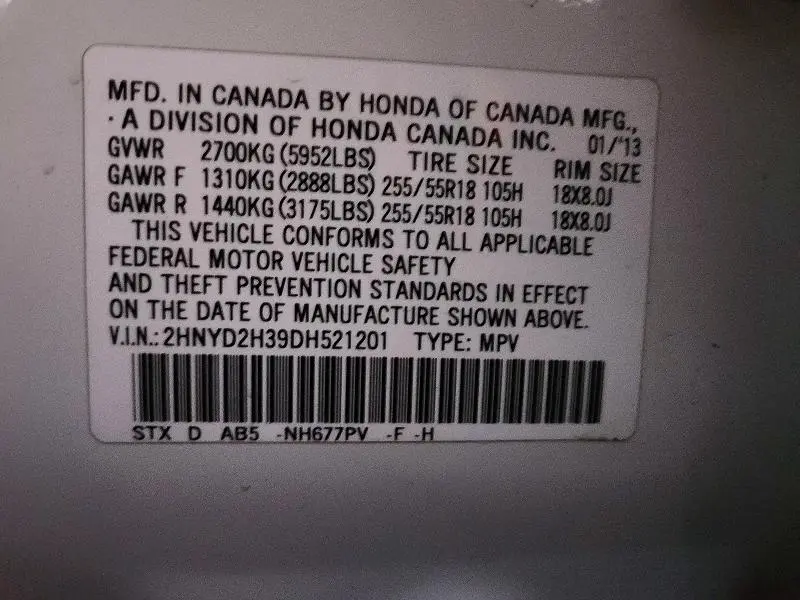 MFD. IN CANADA BY HONDA OF CANADA MFG.,
· A DIVISION OF HONDA CANADA INC. 01/'13
GVWR 2700KG (5952LBS) TIRE SIZE RIM SIZE
GAWR F 1310KG (2888LBS) 255/55R18 105H 18X8.0J
GAWR R 1440KG (3175LBS) 255/55R18 105H 18X8.0J
THIS VEHICLE CONFORMS TO ALL APPLICABLE
FEDERAL MOTOR VEHICLE SAFETY
AND THEFT PREVENTION STANDARDS IN EFFECT
ON THE DATE OF MANUFACTURE SHOWN ABOVE.
V.I.N.: 2HNYD2H39DH521201 TYPE: MPV
STX D AB5 -NH677PV -F -H